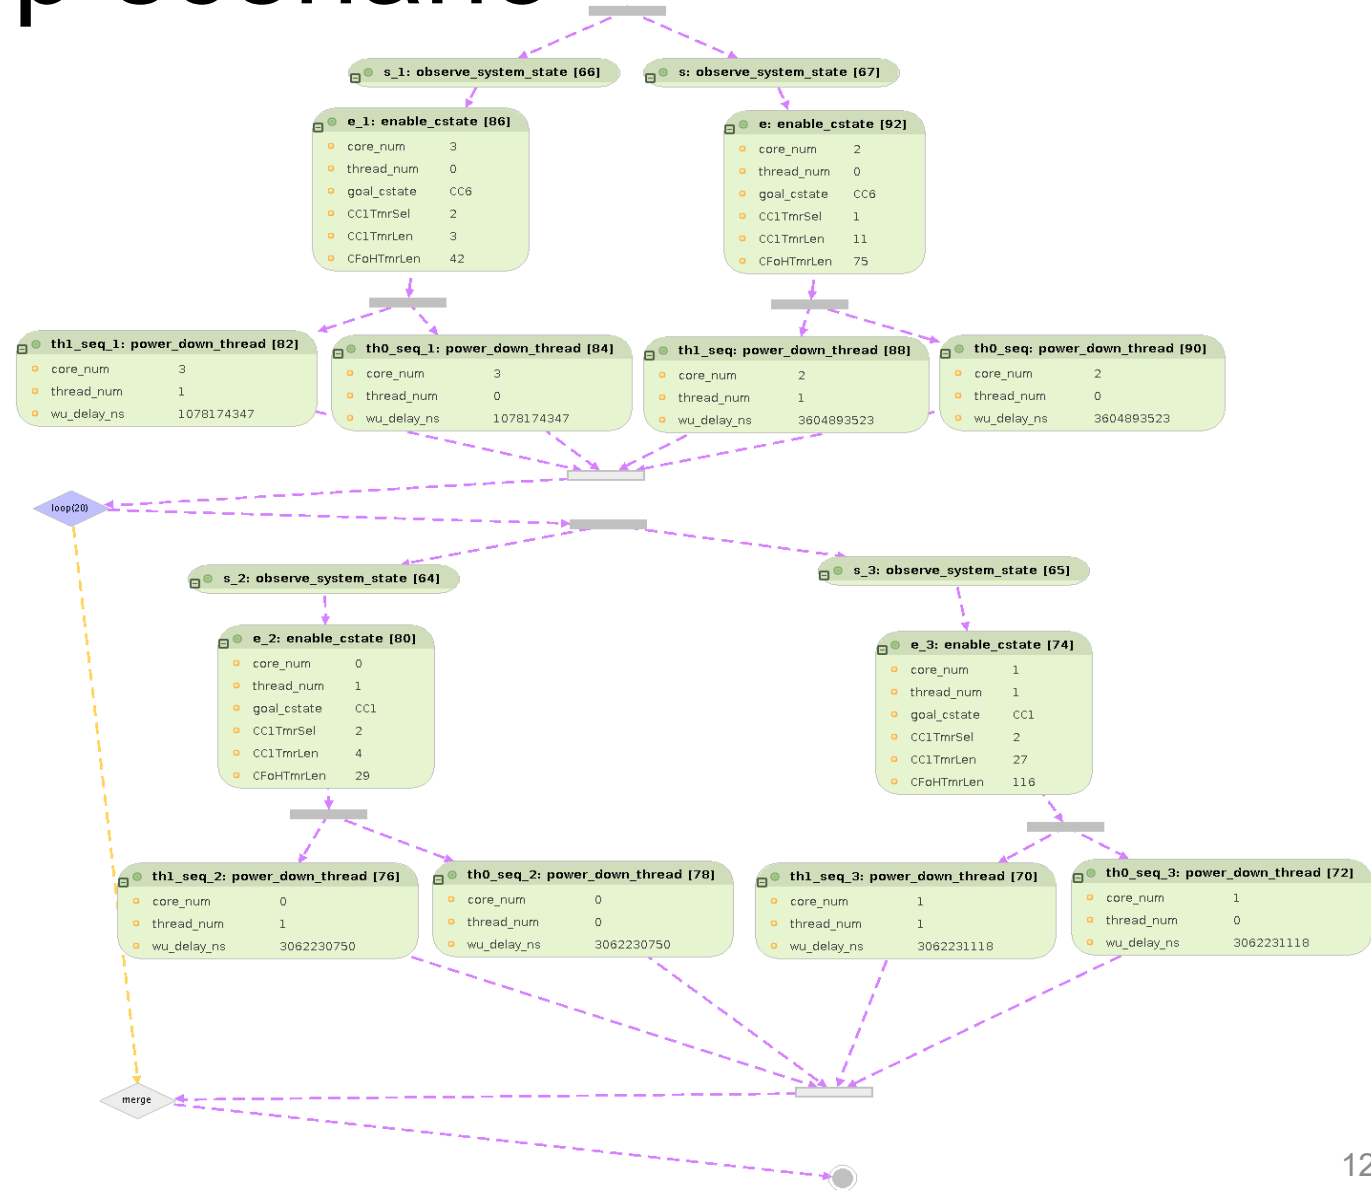 p scenario
s_1: observe_system_state [66]
s: observe_system_state [67]
e_1: enable_cstate [86]
core_num 3
thread_num 0
goal_cstate CC6
CC1TmrSel 2
CC1TmrLen 3
CFoHTmrLen 42
e: enable_cstate [92]
core_num 2
thread_num 0
goal_cstate CC6
CC1TmrSel 1
CC1TmrLen 11
CFoHTmrLen 75
th1_seq_1: power_down_thread [82]
core_num 3
thread_num 1
wu_delay_ns 1078174347
th0_seq_1: power_down_thread [84]
core_num 3
thread_num 0
wu_delay_ns 1078174347
th1_seq: power_down_thread [88]
core_num 2
thread_num 1
wu_delay_ns 3604893523
th0_seq: power_down_thread [90]
core_num 2
thread_num 0
wu_delay_ns 3604893523
loop(20)
s_2: observe_system_state [64]
s_3: observe_system_state [65]
e_2: enable_cstate [80]
core_num 0
thread_num 1
goal_cstate CC1
CC1TmrSel 2
CC1TmrLen 4
CFoHTmrLen 29
e_3: enable_cstate [74]
core_num 1
thread_num 1
goal_cstate CC1
CC1TmrSel 2
CC1TmrLen 27
CFoHTmrLen 116
th1_seq_2: power_down_thread [76]
core_num 0
thread_num 1
wu_delay_ns 3062230750
th0_seq_2: power_down_thread [78]
core_num 0
thread_num 0
wu_delay_ns 3062230750
th1_seq_3: power_down_thread [70]
core_num 1
thread_num 1
wu_delay_ns 3062231118
th0_seq_3: power_down_thread [72]
core_num 1
thread_num 0
wu_delay_ns 3062231118
merge
12